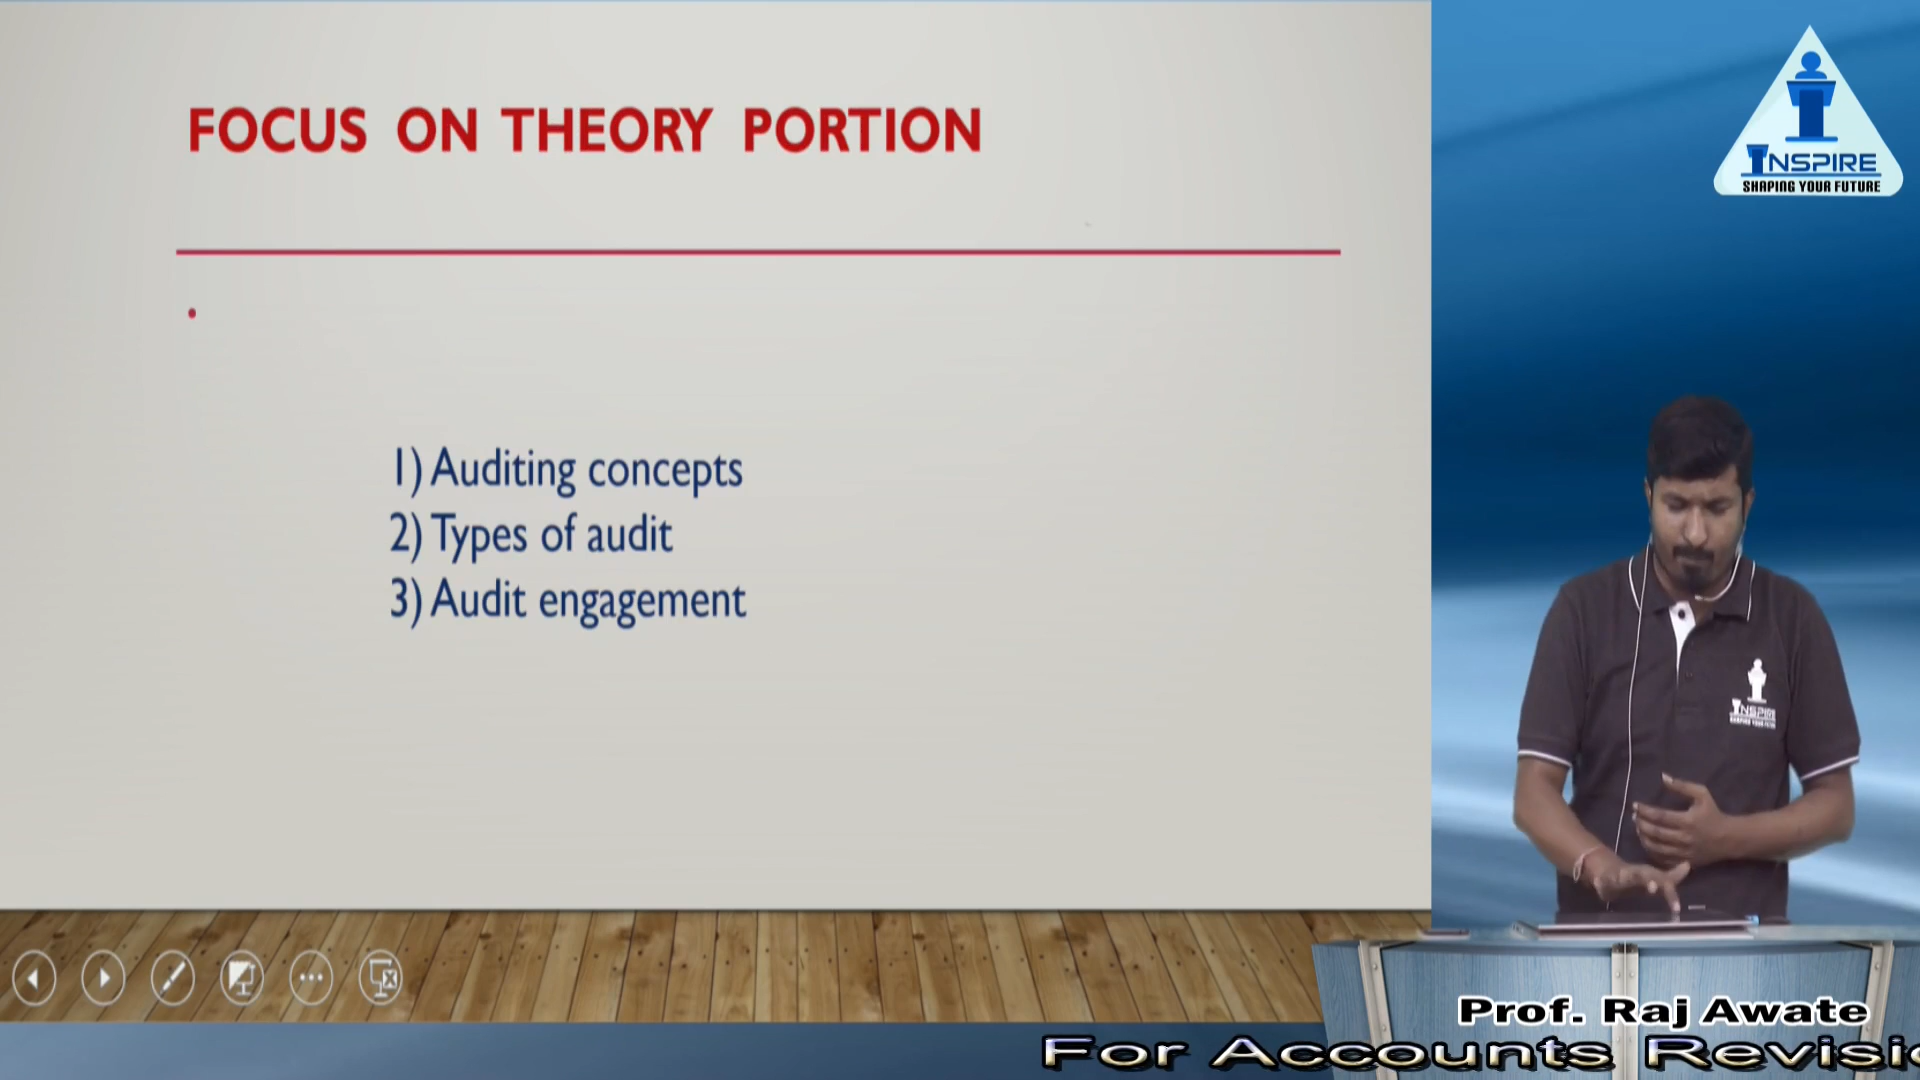 FOCUS ON THEORY PORTION
1) Auditing concepts
2) Types of audit
3) Audit engagement
INSPIRE
SHAPING YOUR FUTURE
INSPIRE
Prof. Raj Awate
For Accounts